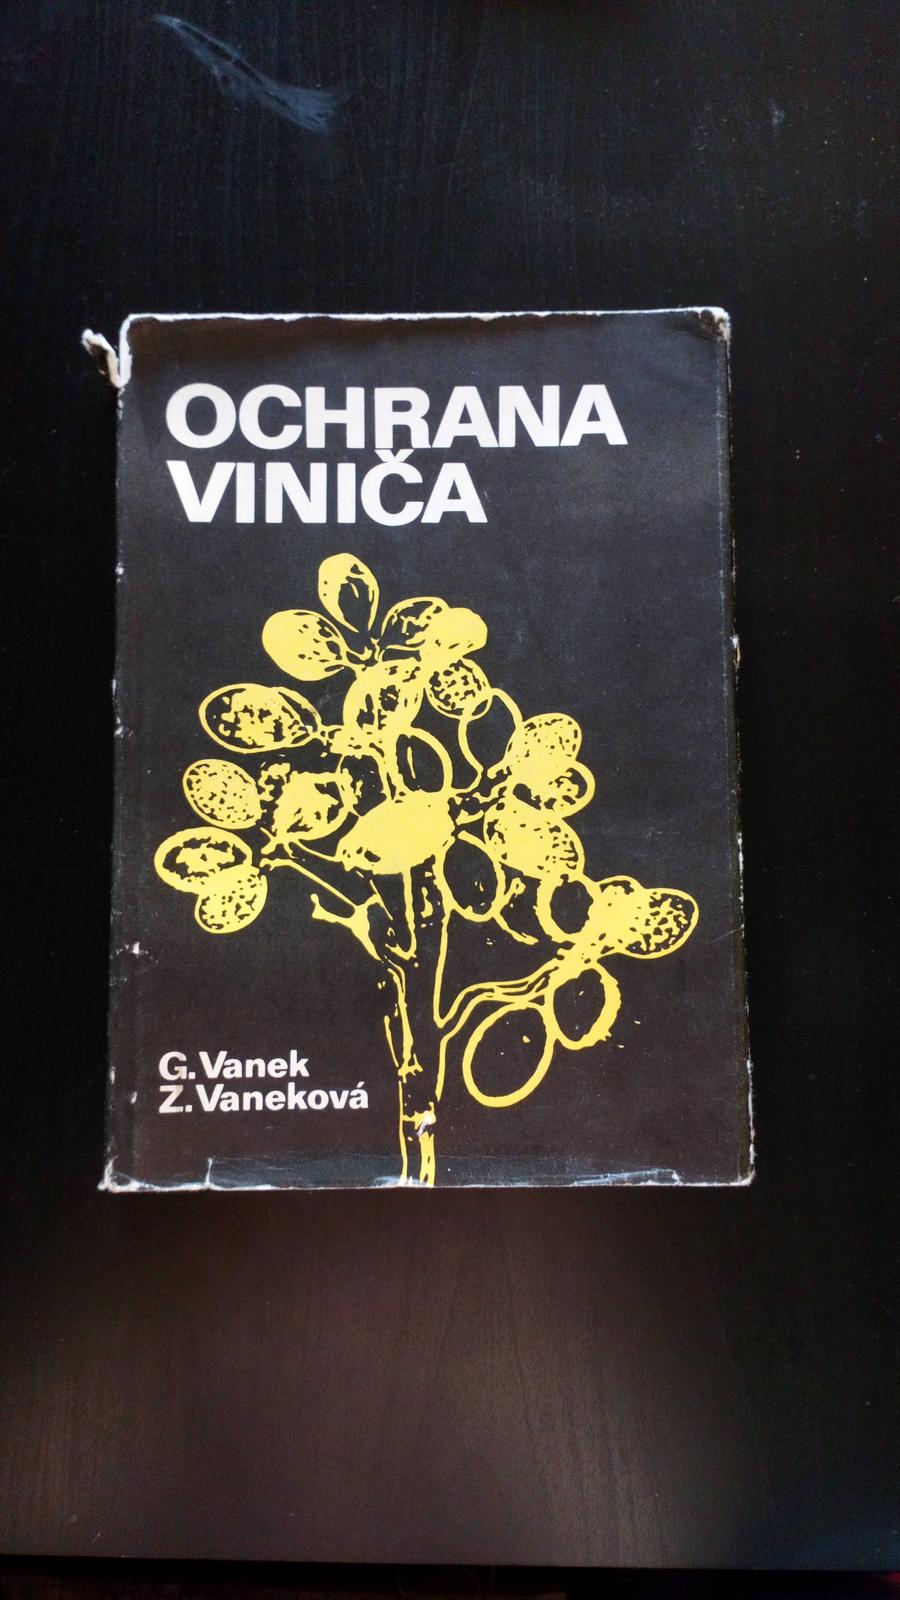 OCHRANA
VINIČA
G. Vanek
Z. Vaneková